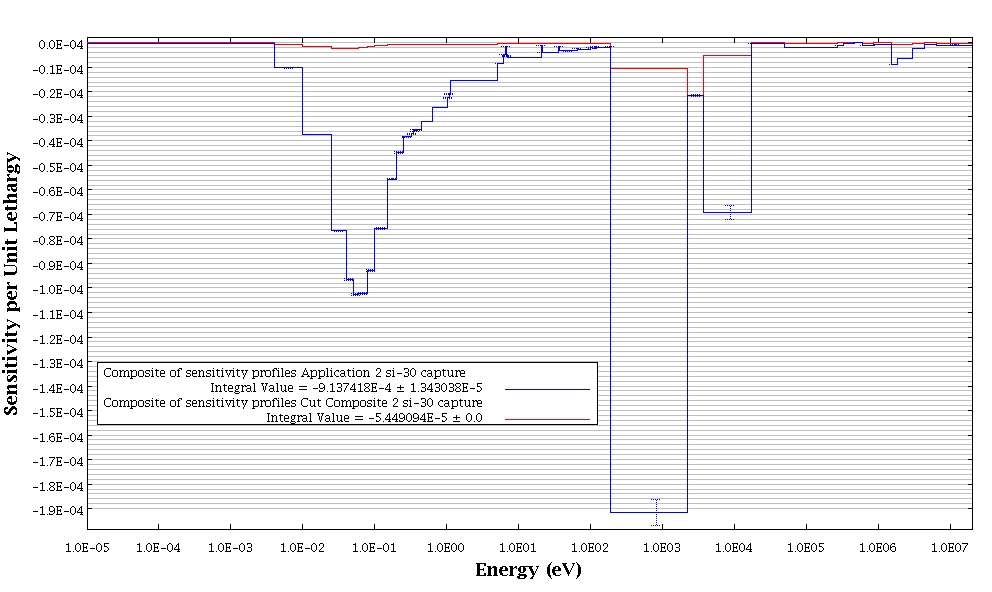 0.0E-04
-0.1E-04
-0.2E-04
-0.3E-04
-0.4E-04
-0.5E-04
-0.6E-04
-0.7E-04
-0.8E-04
-0.9E-04
-1.0E-04
-1.1E-04
-1.2E-04
-1.3E-04
-1.4E-04
-1.5E-04
-1.6E-04
-1.7E-04
-1.8E-04
-1.9E-04
Sensitivity per Unit Lethargy
Composite of sensitivity profiles Application 2 si-30 capture
Integral Value = -9.137418E-4 ± 1.343038E-5
Composite of sensitivity profiles Cut Composite 2 si-30 capture
Integral Value = -5.449094E-5 ± 0.0
1.0E-05 1.0E-04 1.0E-03 1.0E-02 1.0E-01 1.0E00 1.0E01 1.0E02 1.0E03 1.0E04 1.0E05 1.0E06 1.0E07
Energy (eV)